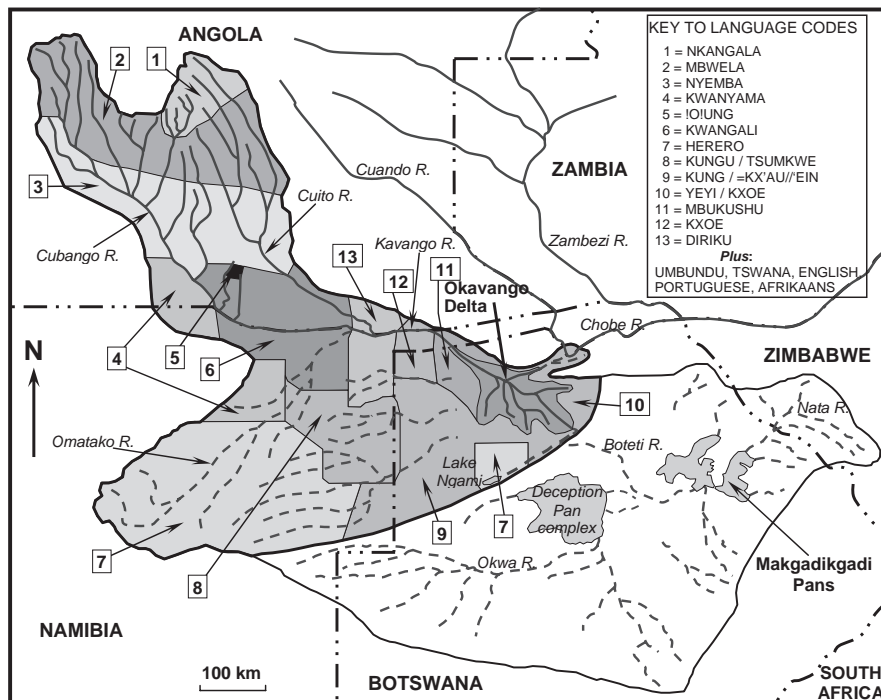 ANGOLA
KEY TO LANGUAGE CODES
1 = NKANGALA
2 = MBWELA
3 = NYEMBA
4 = KWANYAMA
5 = !O!UNG
6 = KWANGALI
7 = HERERO
8 = KUNGU / TSUMKWE
9 = KUNG / =KX'AU//'EIN
10 = YEYI / KXOE
11 = MBUKUSHU
12 = KXOE
13 = DIRIKU
Plus:
UMBUNDU, TSWANA, ENGLISH
PORTUGUESE, AFRIKAANS
2
1
3
Cuando R.
ZAMBIA
Cuito R.
Cubango R.
Kavango R.
Zambezi R.
13
12
11
Okavango
Delta
Chobe R.
N
4
5
6
ZIMBABWE
10
Nata R.
Omatako R.
Boteti R.
Lake
Ngami
7
Deception
Pan
complex
9
7
8
Okwa R.
Makgadikgadi
Pans
NAMIBIA
100 km
BOTSWANA
SOUTH
AFRICA